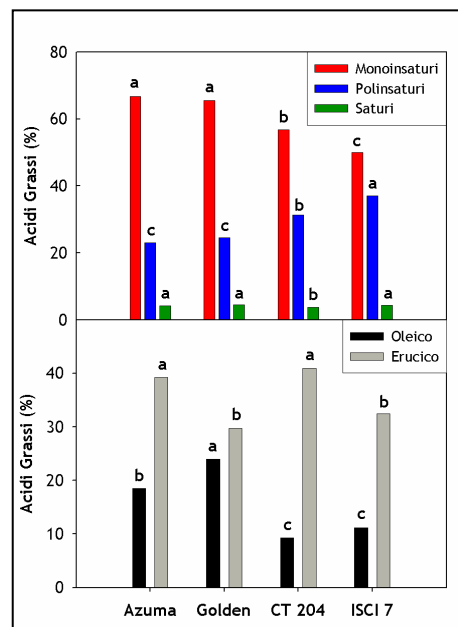 80
60
40
20
0
Acidi Grassi (%)
Monoinsaturi
Polinsaturi
Saturi
a a b c
c c b a
a a b a
40
30
20
10
0
Acidi Grassi (%)
Oleico
Erucico
b a c c
a b a b
Azuma Golden CT 204 ISCI 7